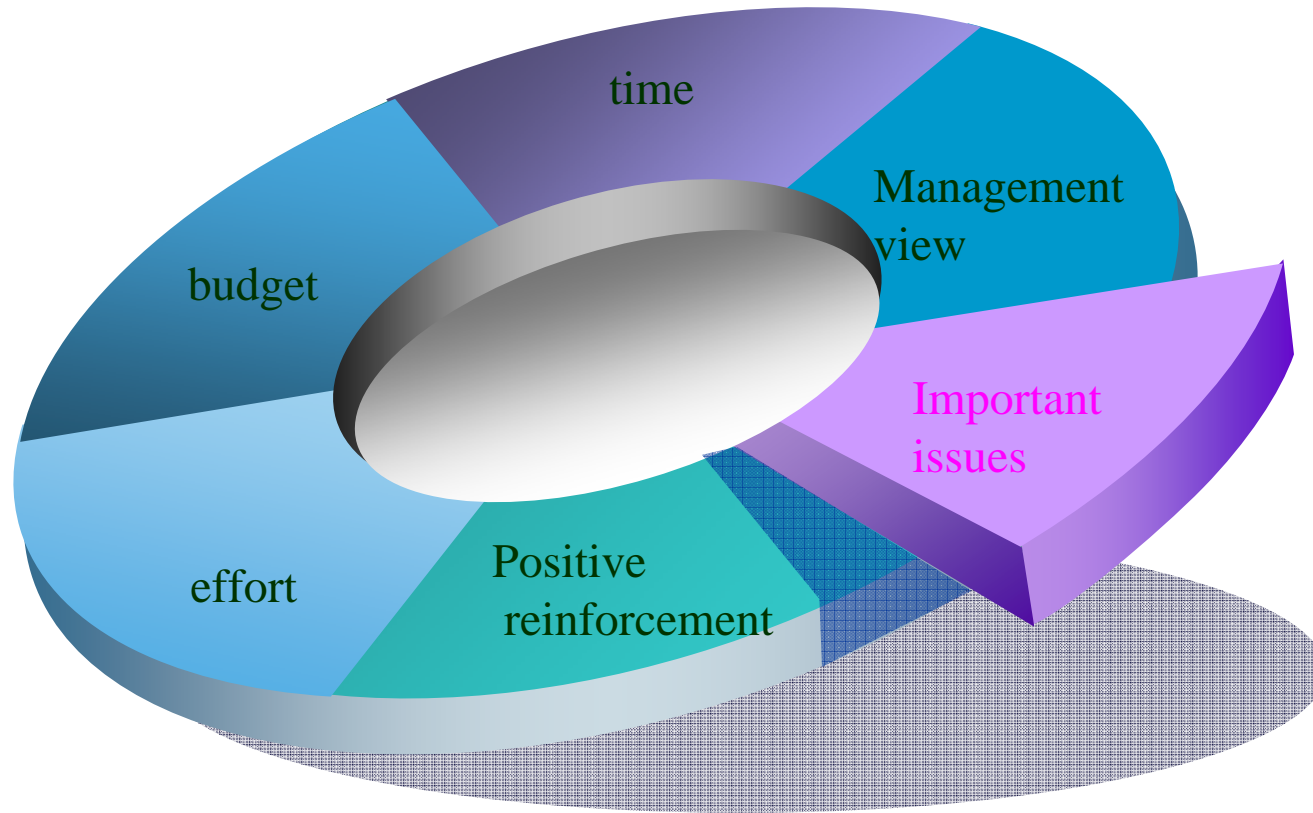 time
Management
view
budget
Important
issues
effort
Positive
reinforcement